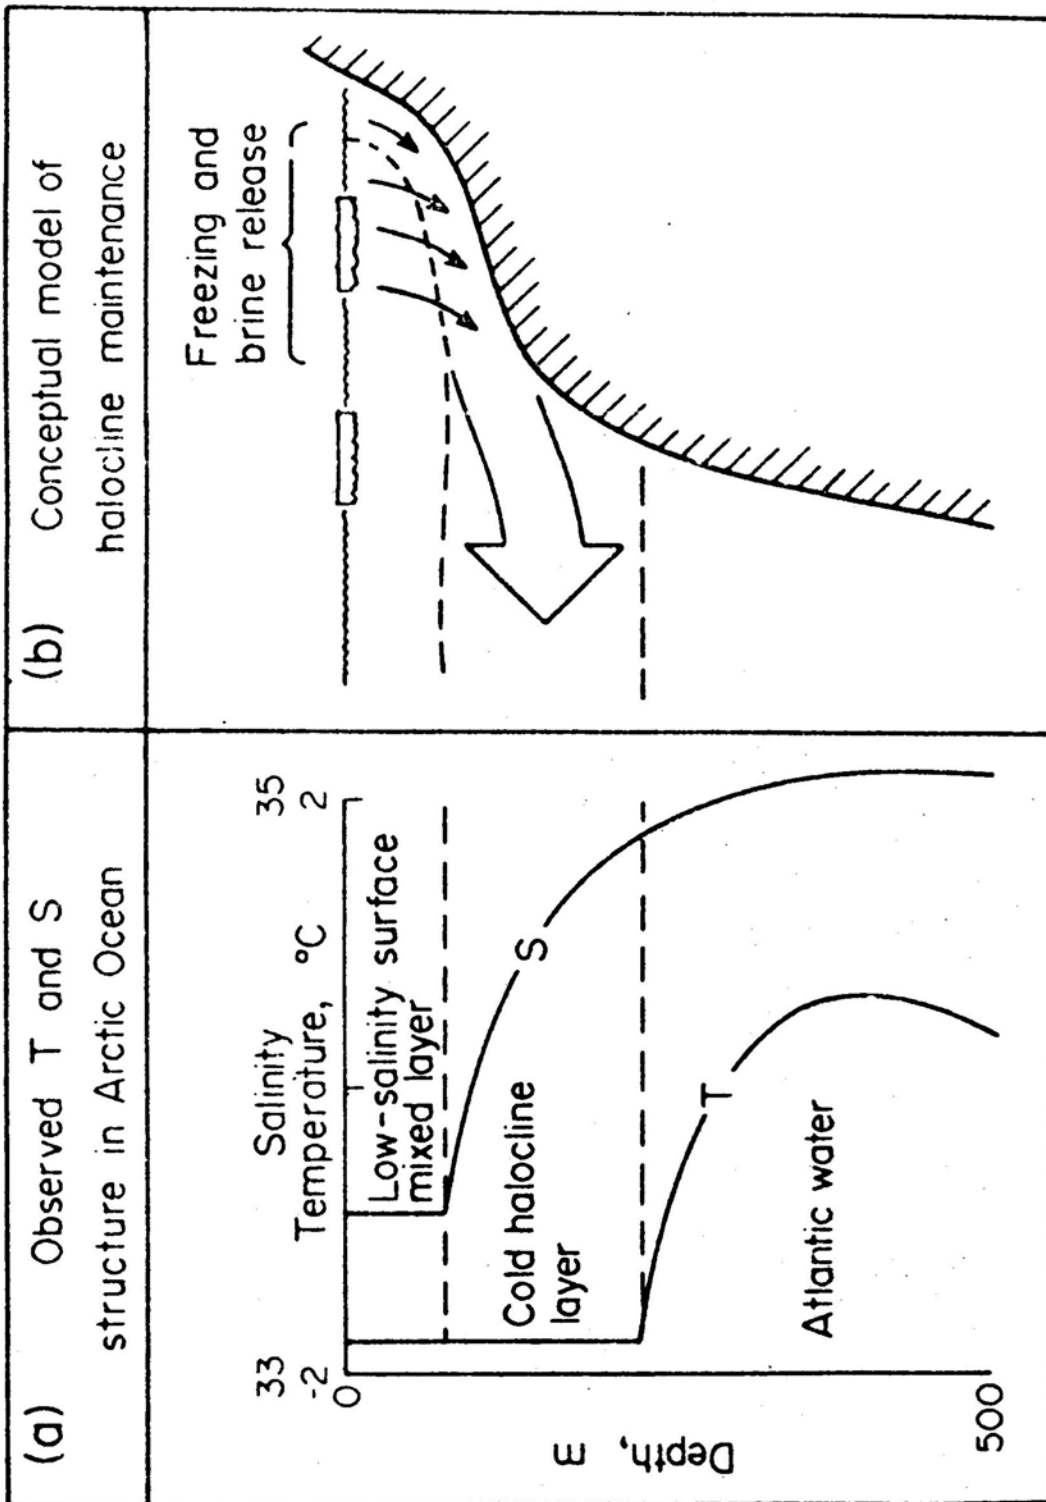 (a) Observed T and S
structure in Arctic Ocean
(b) Conceptual model of
halocline maintenance
Salinity
33
35
Temperature, °C
-2
2
0
Low-salinity surface
mixed layer
S
Cold halocline
layer
T
Atlantic water
Depth, m
500
Freezing and
brine release